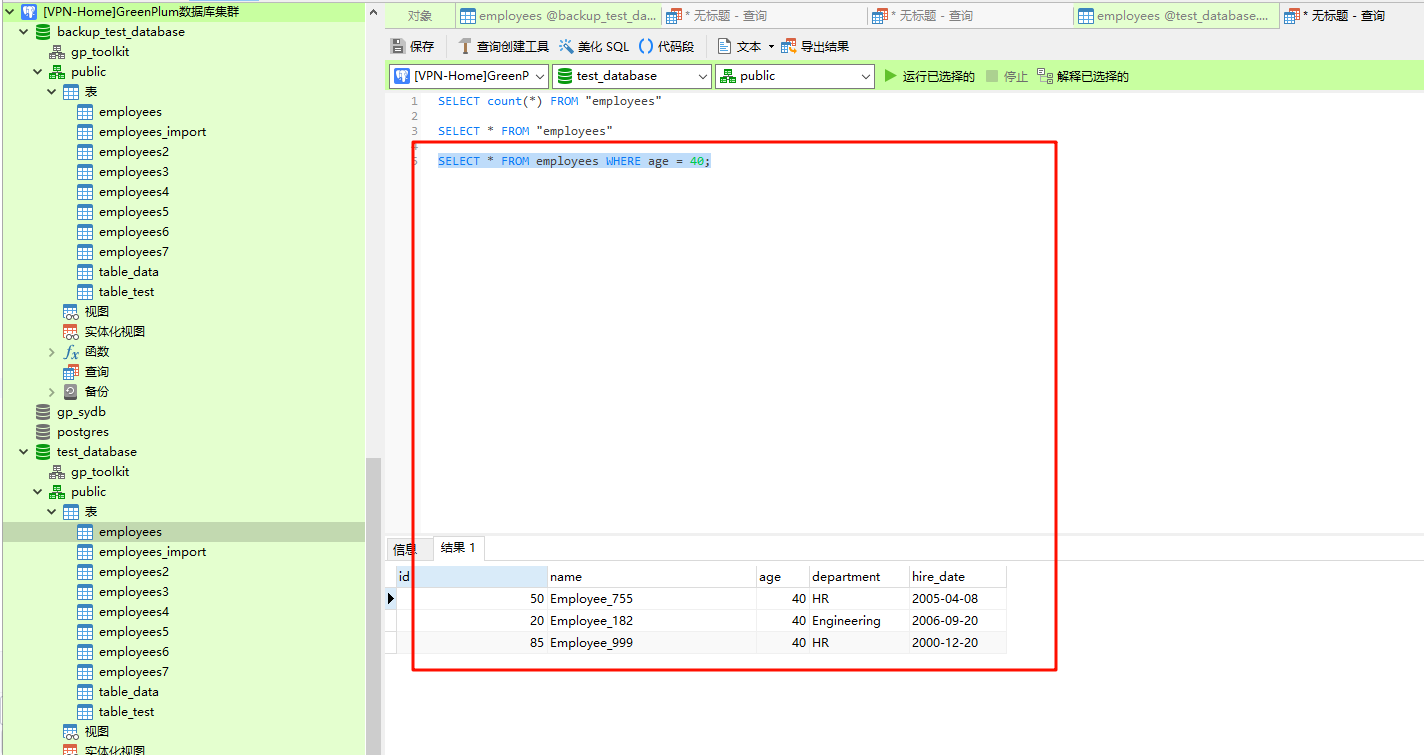 [VPN-Home]GreenPlum数据库集群
backup_test_database
gp_toolkit
public
表
employees
employees_import
employees2
employees3
employees4
employees5
employees6
employees7
table_data
table_test
视图
实体化视图
函数
查询
备份
gp_sydb
postgres
test_database
gp_toolkit
public
表
employees
employees_import
employees2
employees3
employees4
employees5
employees6
employees7
table_data
table_test
视图
实体化视图
对象 employees @backup_test_da... * 无标题 - 查询 * 无标题 - 查询 employees @test_database.... * 无标题 - 查询
保存 查询创建工具 美化 SQL () 代码段 文本 导出结果
[VPN-Home]GreenP test_database public 运行已选择的 停止 解释已选择的
1 SELECT count(*) FROM "employees"
2
3 SELECT * FROM "employees"
5 SELECT * FROM employees WHERE age = 40;
信息 结果 1
id name age department hire_date
50 Employee_755 40 HR 2005-04-08
20 Employee_182 40 Engineering 2006-09-20
85 Employee_999 40 HR 2000-12-20